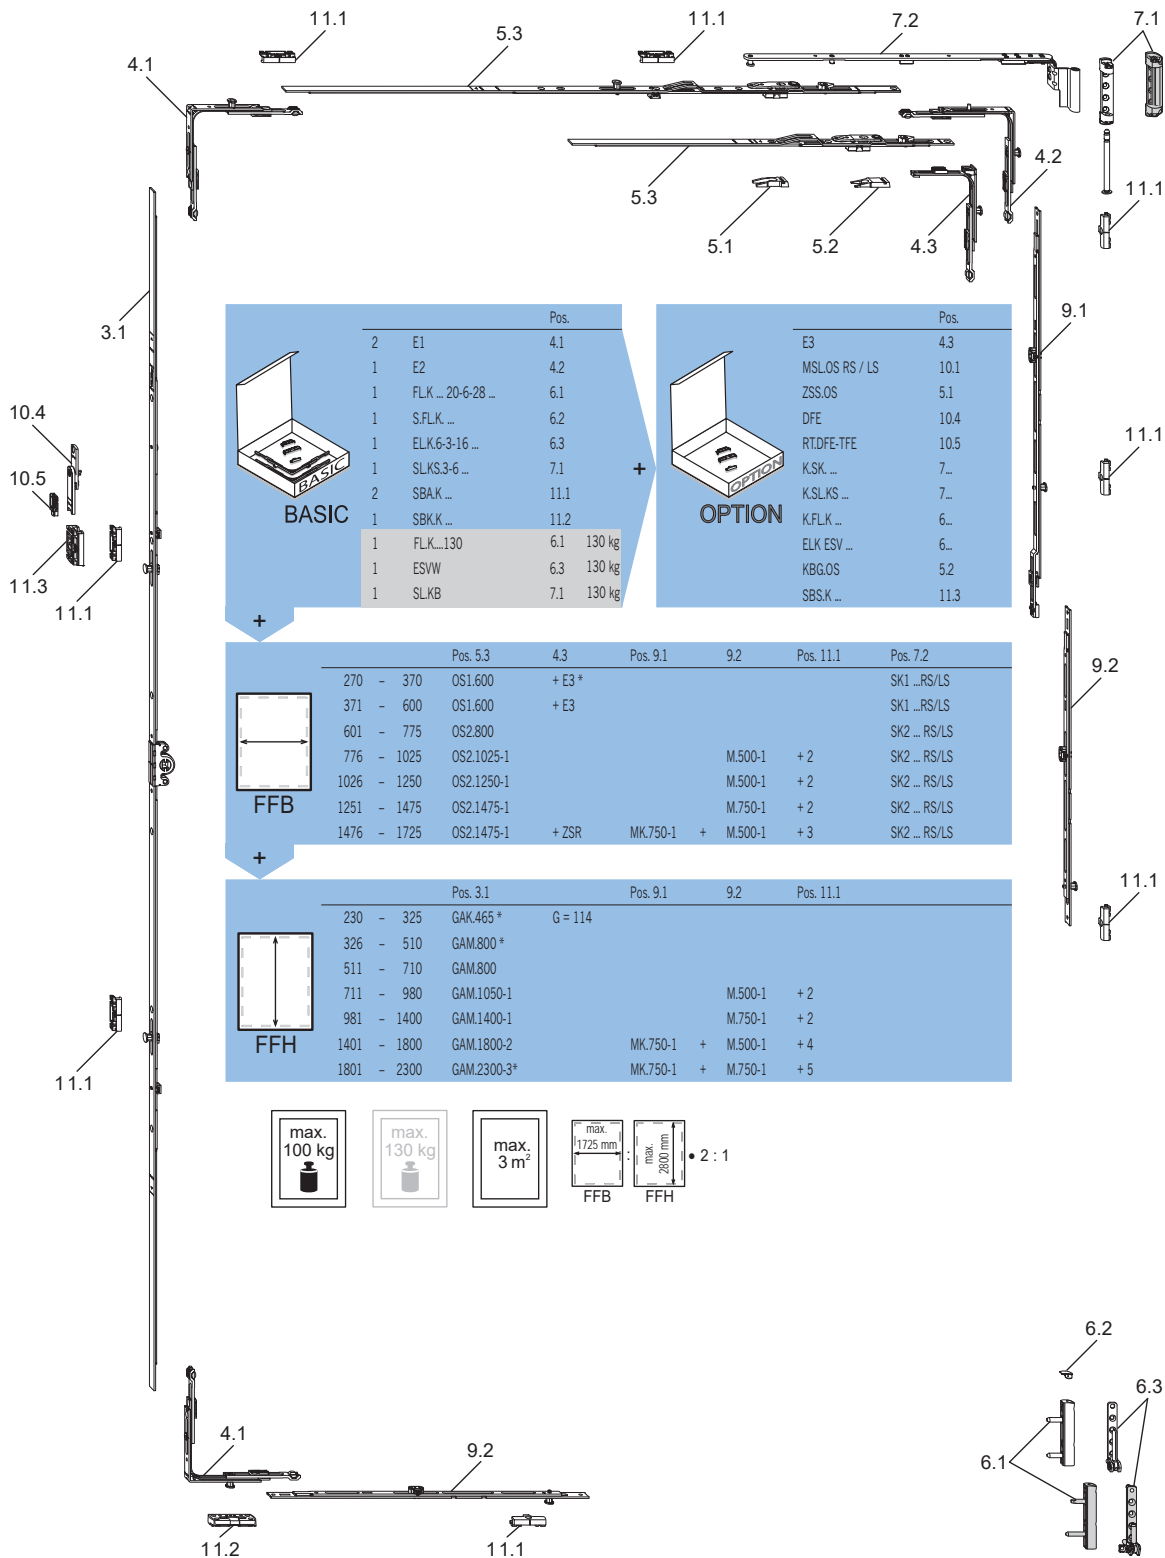 11.1
5.3
11.1
7.2
7.1
4.1
5.3
4.2
11.1
5.1
5.2
4.3
3.1
9.1
10.4
10.5
11.3
11.1
11.1
9.2
11.1
11.1
Pos.
2 E1 4.1
1 E2 4.2
1 FL.K ... 20-6-28 ... 6.1
1 S.FL.K. ... 6.2
1 EL.K.6-3-16 ... 6.3
1 SL.KS.3-6 ... 7.1
2 SBA.K ... 11.1
1 SBK.K ... 11.2
1 FL.K....130 6.1 130 kg
1 ESVW 6.3 130 kg
1 SL.KB 7.1 130 kg
BASIC
BASIC
+
Pos.
E3 4.3
MSL.OS RS / LS 10.1
ZSS.OS 5.1
DFE 10.4
RT.DFE-TFE 10.5
K.SK. ... 7...
K.SL.KS ... 7...
K.FL.K ... 6...
ELK ESV ... 6...
KBG.OS 5.2
SBS.K ... 11.3
OPTION
OPTION
+
Pos. 5.3 4.3 Pos. 9.1 9.2 Pos. 11.1 Pos. 7.2
270 – 370 OS1.600 + E3 * SK1 ...RS/LS
371 – 600 OS1.600 + E3 SK1 ...RS/LS
601 – 775 OS2.800 SK2 ... RS/LS
776 – 1025 OS2.1025-1 M.500-1 + 2 SK2 ... RS/LS
1026 – 1250 OS2.1250-1 M.500-1 + 2 SK2 ... RS/LS
1251 – 1475 OS2.1475-1 M.750-1 + 2 SK2 ... RS/LS
1476 – 1725 OS2.1475-1 + ZSR MK.750-1 + M.500-1 + 3 SK2 ... RS/LS
FFB
+
Pos. 3.1 Pos. 9.1 9.2 Pos. 11.1
230 – 325 GAK.465 * G = 114
326 – 510 GAM.800 *
511 – 710 GAM.800
711 – 980 GAM.1050-1 M.500-1 + 2
981 – 1400 GAM.1400-1 M.750-1 + 2
1401 – 1800 GAM.1800-2 MK.750-1 + M.500-1 + 4
1801 – 2300 GAM.2300-3* MK.750-1 + M.750-1 + 5
FFH
max.
100 kg
max.
130 kg
max.
3 m²
max.
1725 mm
FFB
:
max.
2800 mm
FFH
• 2 : 1
6.2
6.3
6.1
4.1
9.2
11.2
11.1